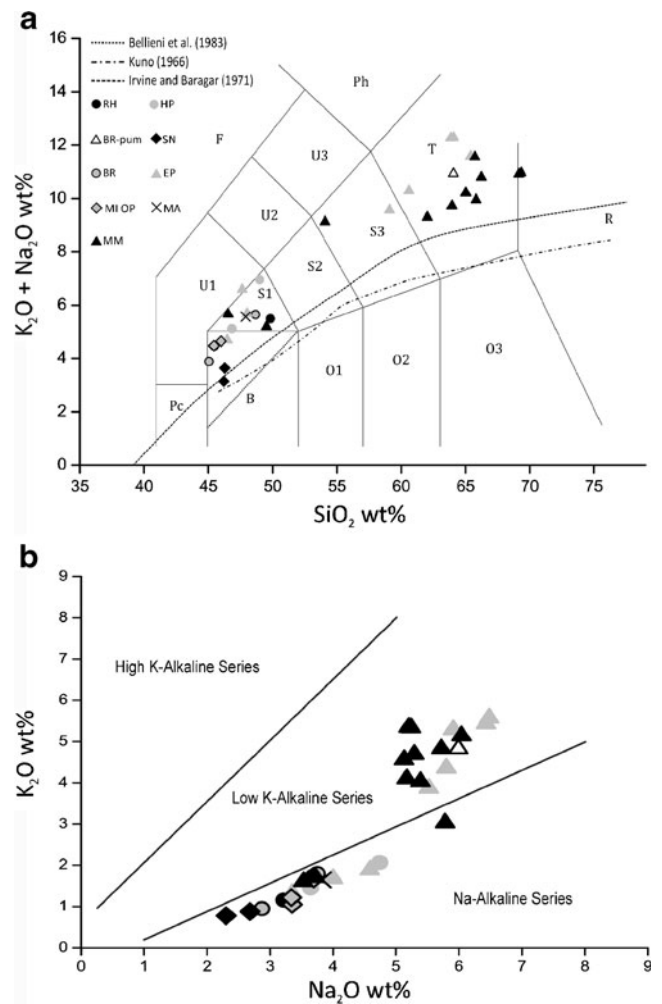 a
Bellieni et al. (1983)
Kuno (1966)
Irvine and Baragar (1971)
RH HP
BR-pum SN
BR EP
MI OP MA
MM
Ph
F
U3
T
U2
S3
R
S2
U1
S1
O1 O2 O3
B
Pc
16
14
12
10
8
6
4
2
0
35 40 45 50 55 60 65 70 75
K₂O + Na₂O wt%
SiO₂ wt%
b
9
8
7
6
5
4
3
2
1
0
0 1 2 3 4 5 6 7 8 9
High K-Alkaline Series
Low K-Alkaline Series
Na-Alkaline Series
K₂O wt%
Na₂O wt%